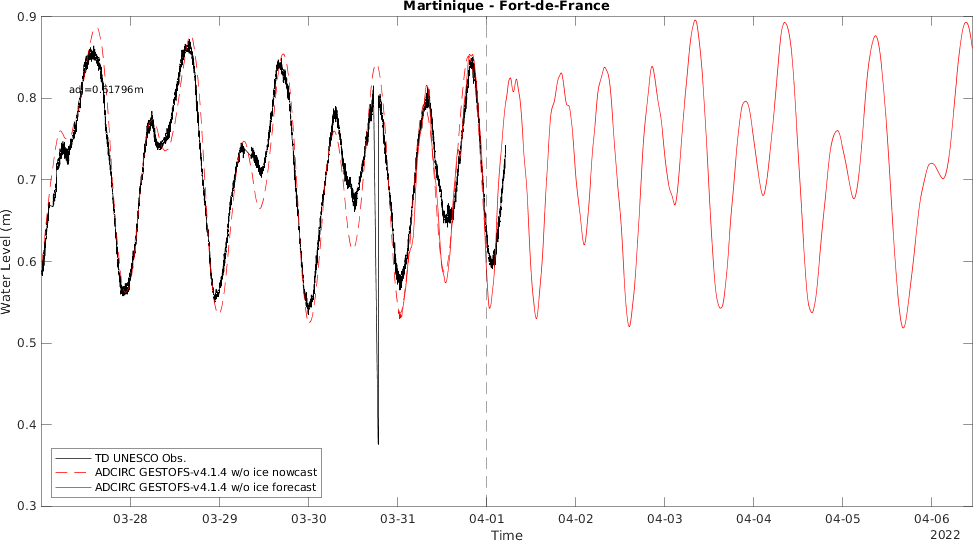 Martinique - Fort-de-France
0.9
0.8
0.7
0.6
0.5
0.4
0.3
Water Level (m)
adj=0.61796m
TD UNESCO Obs.
ADCIRC GESTOFS-v4.1.4 w/o ice nowcast
ADCIRC GESTOFS-v4.1.4 w/o ice forecast
03-28
03-29
03-30
03-31
04-01
04-02
04-03
04-04
04-05
04-06
Time
2022